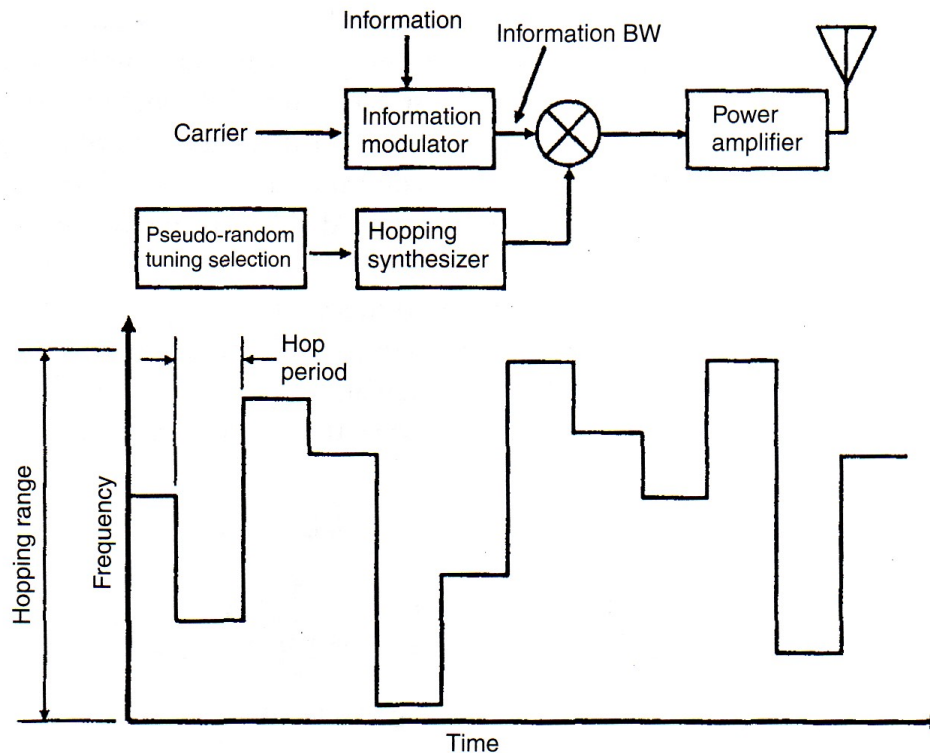 Information
Information BW
Carrier
Information
modulator
Power
amplifier
Pseudo-random
tuning selection
Hopping
synthesizer
Hop
period
Hopping range
Frequency
Time